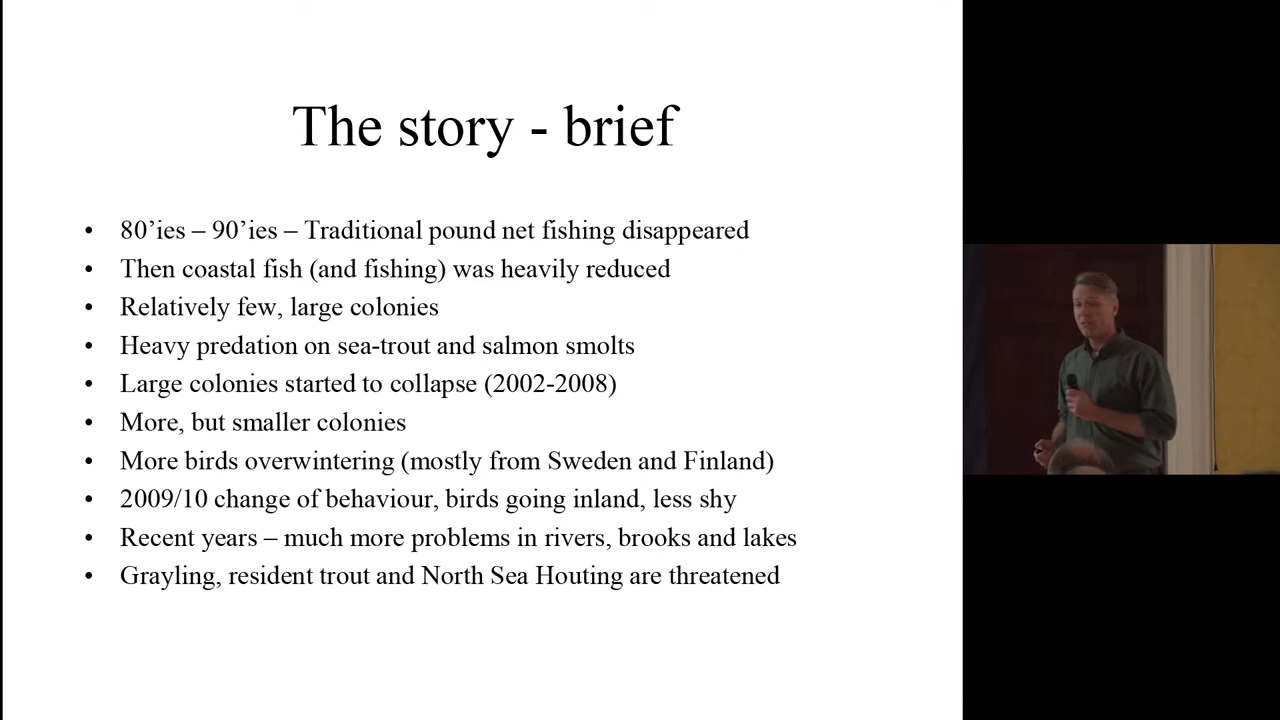 The story - brief
• 80’ies – 90’ies – Traditional pound net fishing disappeared
• Then coastal fish (and fishing) was heavily reduced
• Relatively few, large colonies
• Heavy predation on sea-trout and salmon smolts
• Large colonies started to collapse (2002-2008)
• More, but smaller colonies
• More birds overwintering (mostly from Sweden and Finland)
• 2009/10 change of behaviour, birds going inland, less shy
• Recent years – much more problems in rivers, brooks and lakes
• Grayling, resident trout and North Sea Houting are threatened